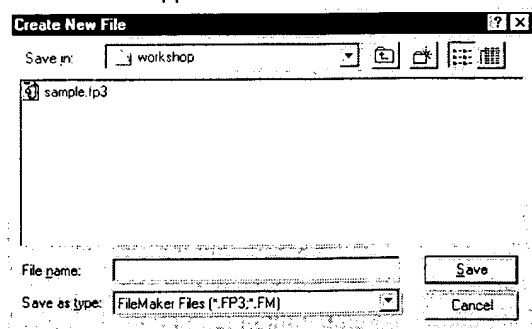 Create New File
Save in: workshop
sample.fp3
File name: Save
Save as type: FileMaker Files (*.FP3;*.FM) Cancel